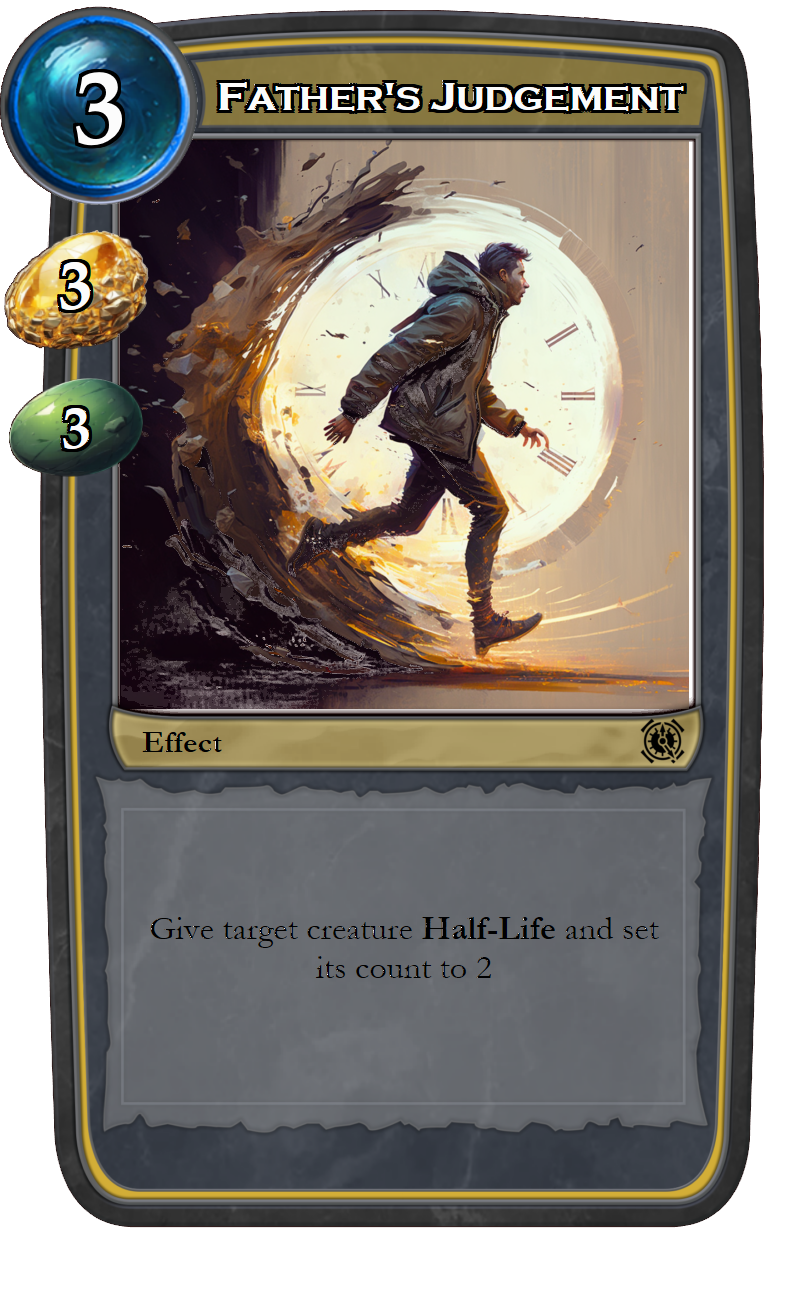 3
FATHER'S JUDGEMENT
3
3
Effect
Give target creature Half-Life and set
its count to 2